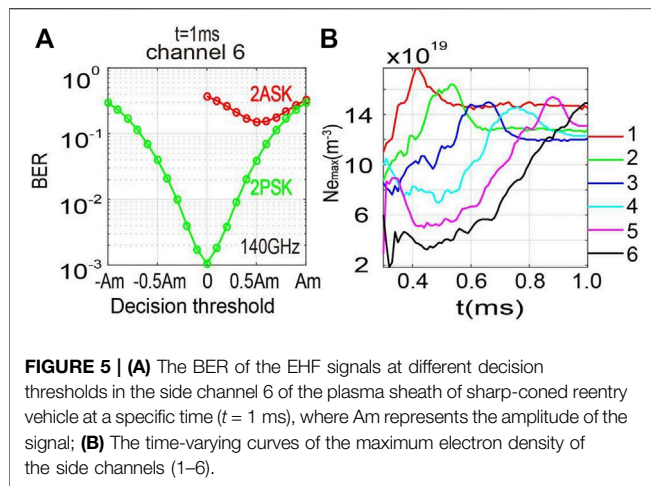 A
t=1ms
channel 6
10^0
10^-1
10^-2
10^-3
BER
2ASK
2PSK
140GHz
-Am -0.5Am 0 0.5Am Am
Decision threshold
B
×10^19
14
10
6
2
Nemax(m^-3)
0.4 0.6 0.8 1.0
t(ms)
1
2
3
4
5
6
FIGURE 5 | (A) The BER of the EHF signals at different decision
thresholds in the side channel 6 of the plasma sheath of sharp-coned reentry
vehicle at a specific time (t = 1 ms), where Am represents the amplitude of the
signal; (B) The time-varying curves of the maximum electron density of
the side channels (1–6).